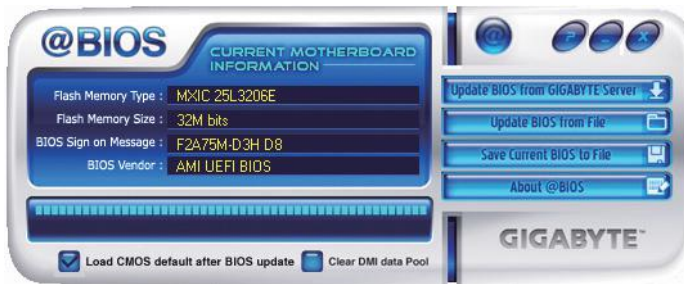 @BIOS
CURRENT MOTHERBOARD
INFORMATION
Flash Memory Type : MXIC 25L3206E
Flash Memory Size : 32M bits
BIOS Sign on Message : F2A75M-D3H D8
BIOS Vendor : AMI UEFI BIOS
Load CMOS default after BIOS update
Clear DMI data Pool
@
? _ X
Update BIOS from GIGABYTE Server
Update BIOS from File
Save Current BIOS to File
About @BIOS
GIGABYTE™